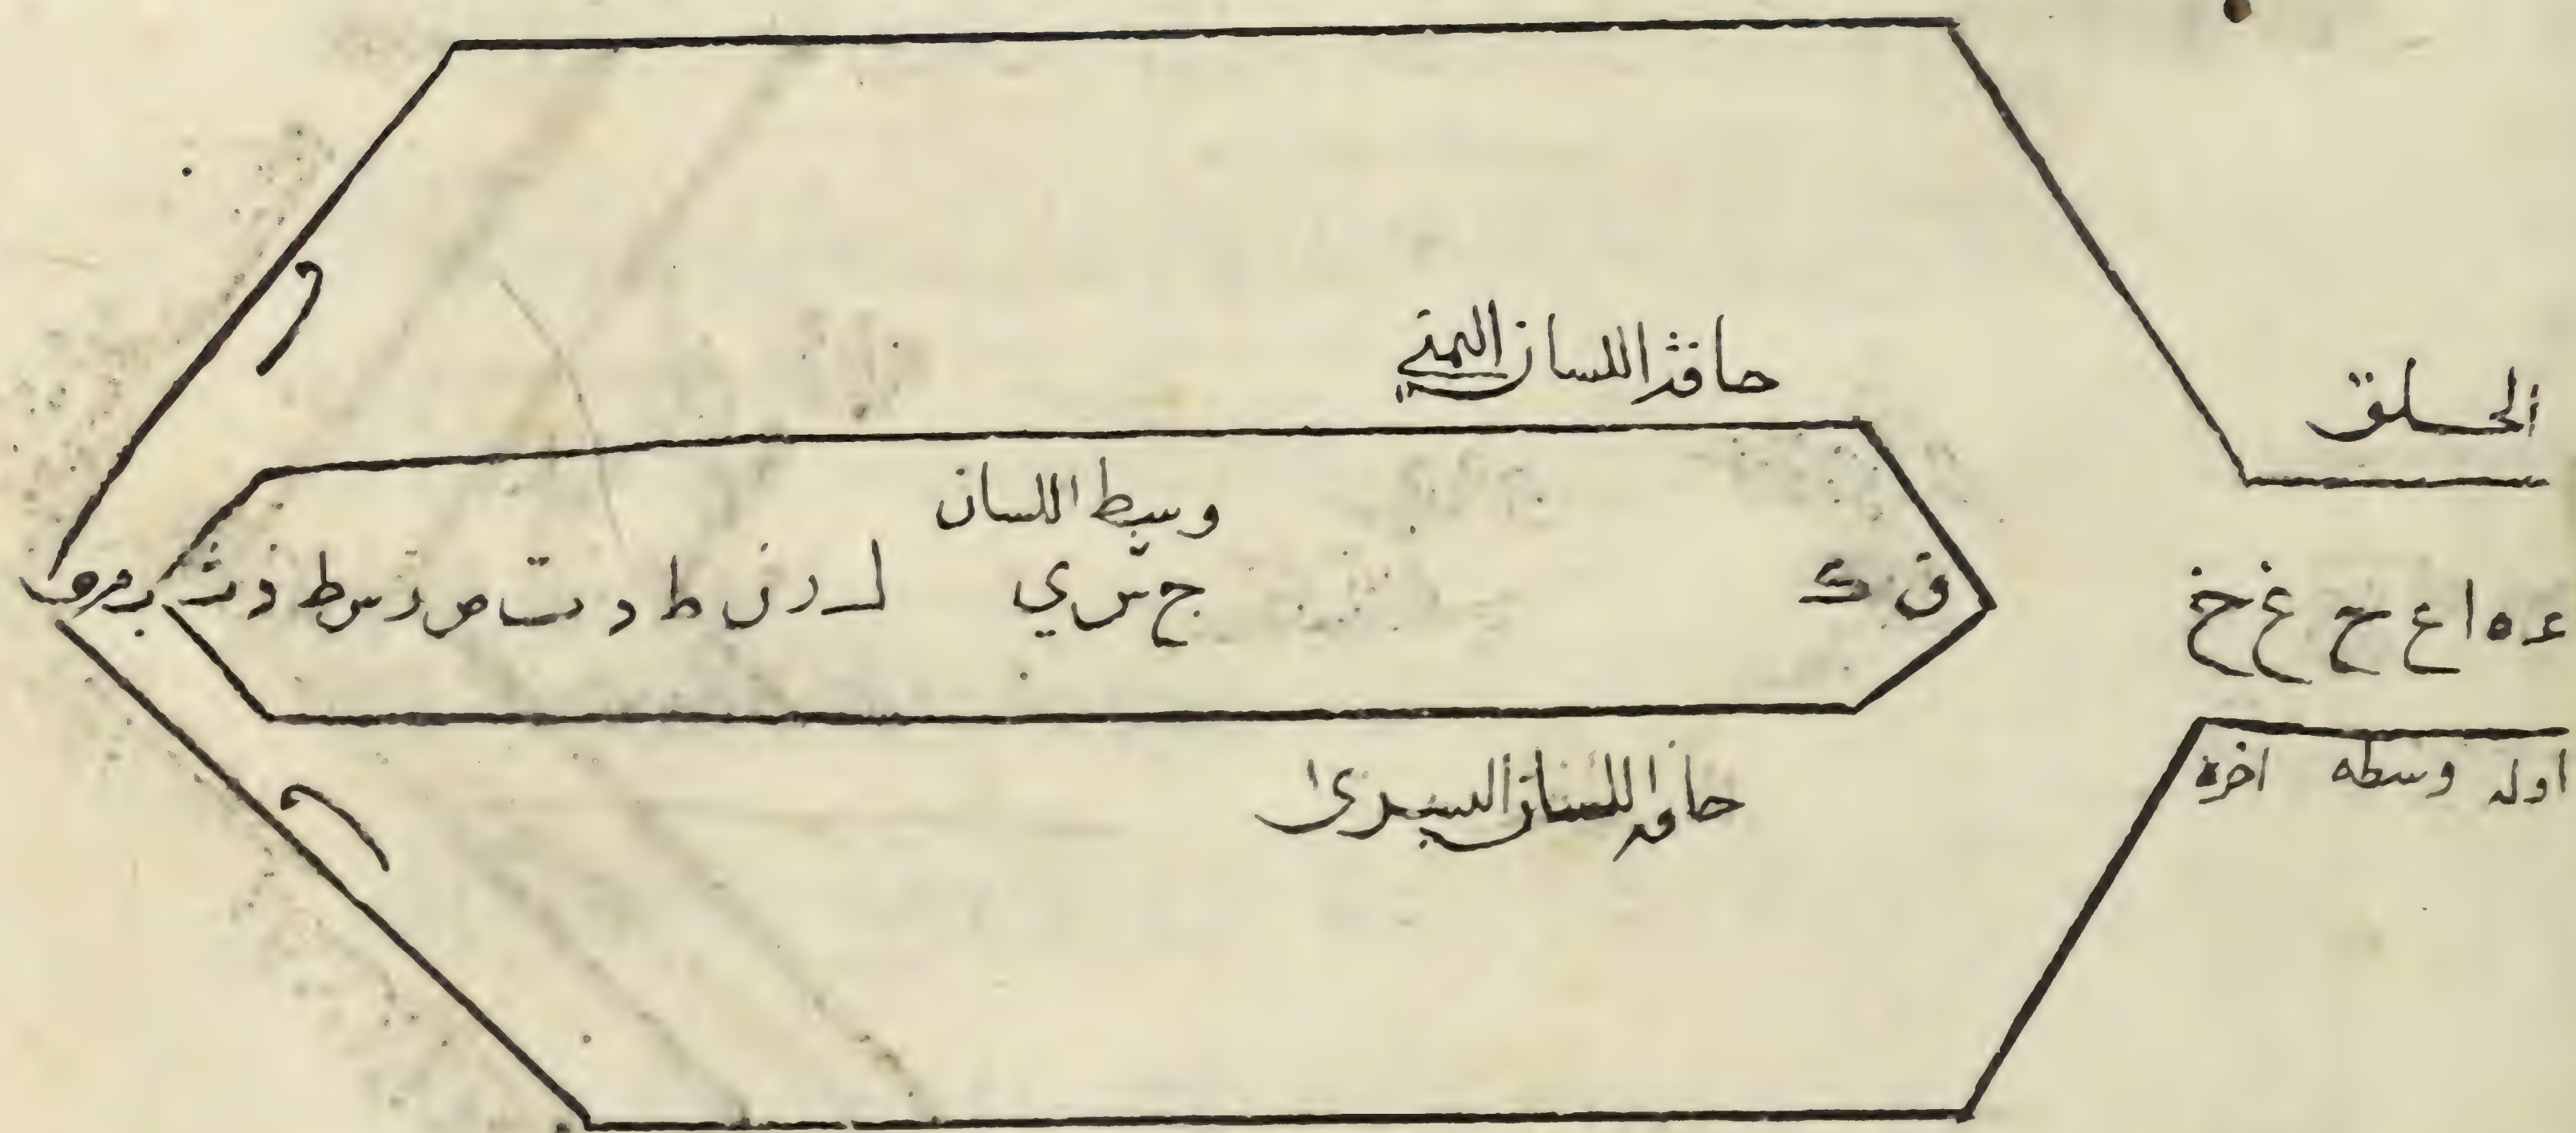 حافة اللسان اليمنى
الحلق
وسط اللسان
ء ه ا ع ح غ خ
ق ك
ج ش ي
ل ر ن ط د ت ص ز س ظ ذ ث ب م ف
و
و
اوله وسطه اخره
حافة اللسان اليسرى